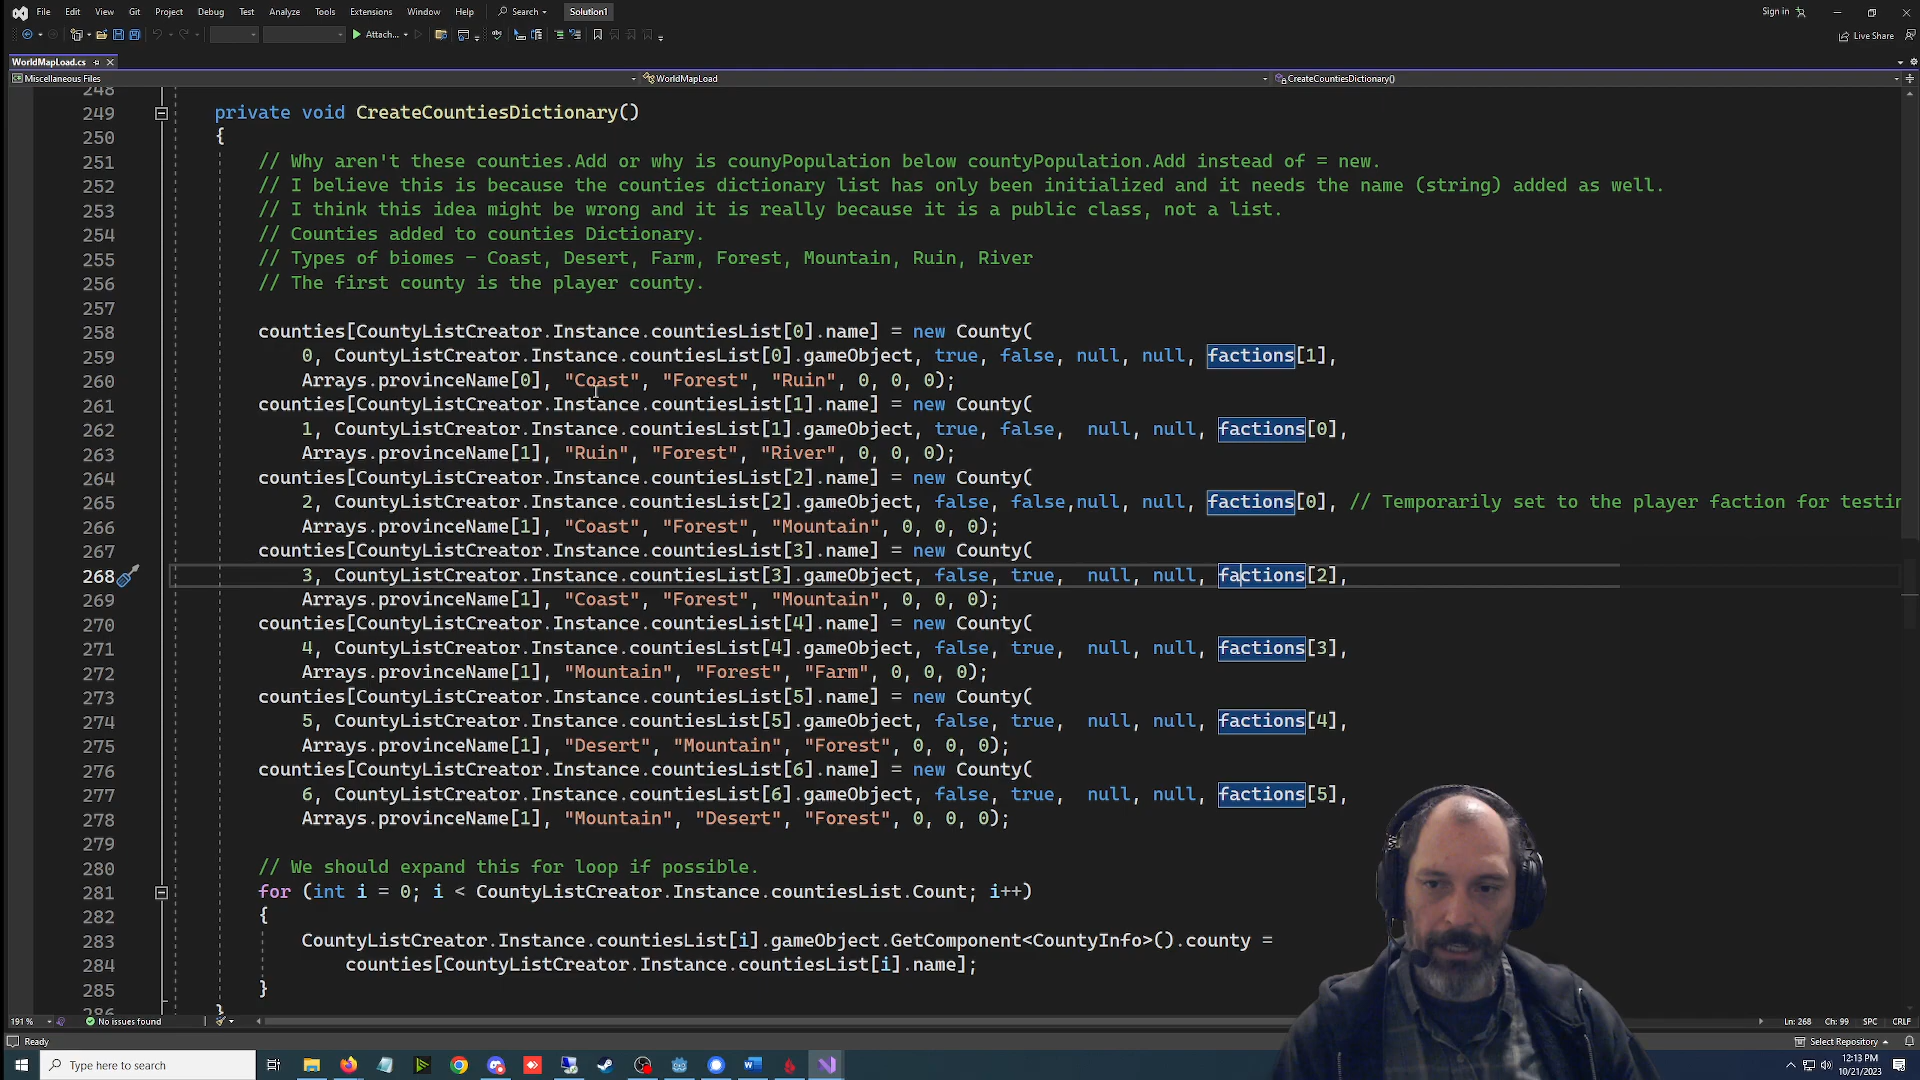 File Edit View Git Project Debug Test Analyze Tools Extensions Window Help Search Solution1 Sign in
Attach... Live Share
WorldMapLoad.cs
Miscellaneous Files WorldMapLoad CreateCountiesDictionary()
248
249 private void CreateCountiesDictionary()
250 {
251 // Why aren't these counties.Add or why is counyPopulation below countyPopulation.Add instead of = new.
252 // I believe this is because the counties dictionary list has only been initialized and it needs the name (string) added as well.
253 // I think this idea might be wrong and it is really because it is a public class, not a list.
254 // Counties added to counties Dictionary.
255 // Types of biomes - Coast, Desert, Farm, Forest, Mountain, Ruin, River
256 // The first county is the player county.
257
258 counties[CountyListCreator.Instance.countiesList[0].name] = new County(
259 0, CountyListCreator.Instance.countiesList[0].gameObject, true, false, null, null, factions[1],
260 Arrays.provinceName[0], "Coast", "Forest", "Ruin", 0, 0, 0);
261 counties[CountyListCreator.Instance.countiesList[1].name] = new County(
262 1, CountyListCreator.Instance.countiesList[1].gameObject, true, false, null, null, factions[0],
263 Arrays.provinceName[1], "Ruin", "Forest", "River", 0, 0, 0);
264 counties[CountyListCreator.Instance.countiesList[2].name] = new County(
265 2, CountyListCreator.Instance.countiesList[2].gameObject, false, false,null, null, factions[0], // Temporarily set to the player faction for testin
266 Arrays.provinceName[1], "Coast", "Forest", "Mountain", 0, 0, 0);
267 counties[CountyListCreator.Instance.countiesList[3].name] = new County(
268 3, CountyListCreator.Instance.countiesList[3].gameObject, false, true, null, null, factions[2],
269 Arrays.provinceName[1], "Coast", "Forest", "Mountain", 0, 0, 0);
270 counties[CountyListCreator.Instance.countiesList[4].name] = new County(
271 4, CountyListCreator.Instance.countiesList[4].gameObject, false, true, null, null, factions[3],
272 Arrays.provinceName[1], "Mountain", "Forest", "Farm", 0, 0, 0);
273 counties[CountyListCreator.Instance.countiesList[5].name] = new County(
274 5, CountyListCreator.Instance.countiesList[5].gameObject, false, true, null, null, factions[4],
275 Arrays.provinceName[1], "Desert", "Mountain", "Forest", 0, 0, 0);
276 counties[CountyListCreator.Instance.countiesList[6].name] = new County(
277 6, CountyListCreator.Instance.countiesList[6].gameObject, false, true, null, null, factions[5],
278 Arrays.provinceName[1], "Mountain", "Desert", "Forest", 0, 0, 0);
279
280 // We should expand this for loop if possible.
281 for (int i = 0; i < CountyListCreator.Instance.countiesList.Count; i++)
282 {
283 CountyListCreator.Instance.countiesList[i].gameObject.GetComponent<CountyInfo>().county =
284 counties[CountyListCreator.Instance.countiesList[i].name];
285 }
286 }
191 % No issues found Ln: 268 Ch: 99 SPC CRLF
Ready Select Repository
Type here to search 12:13 PM
10/21/2023